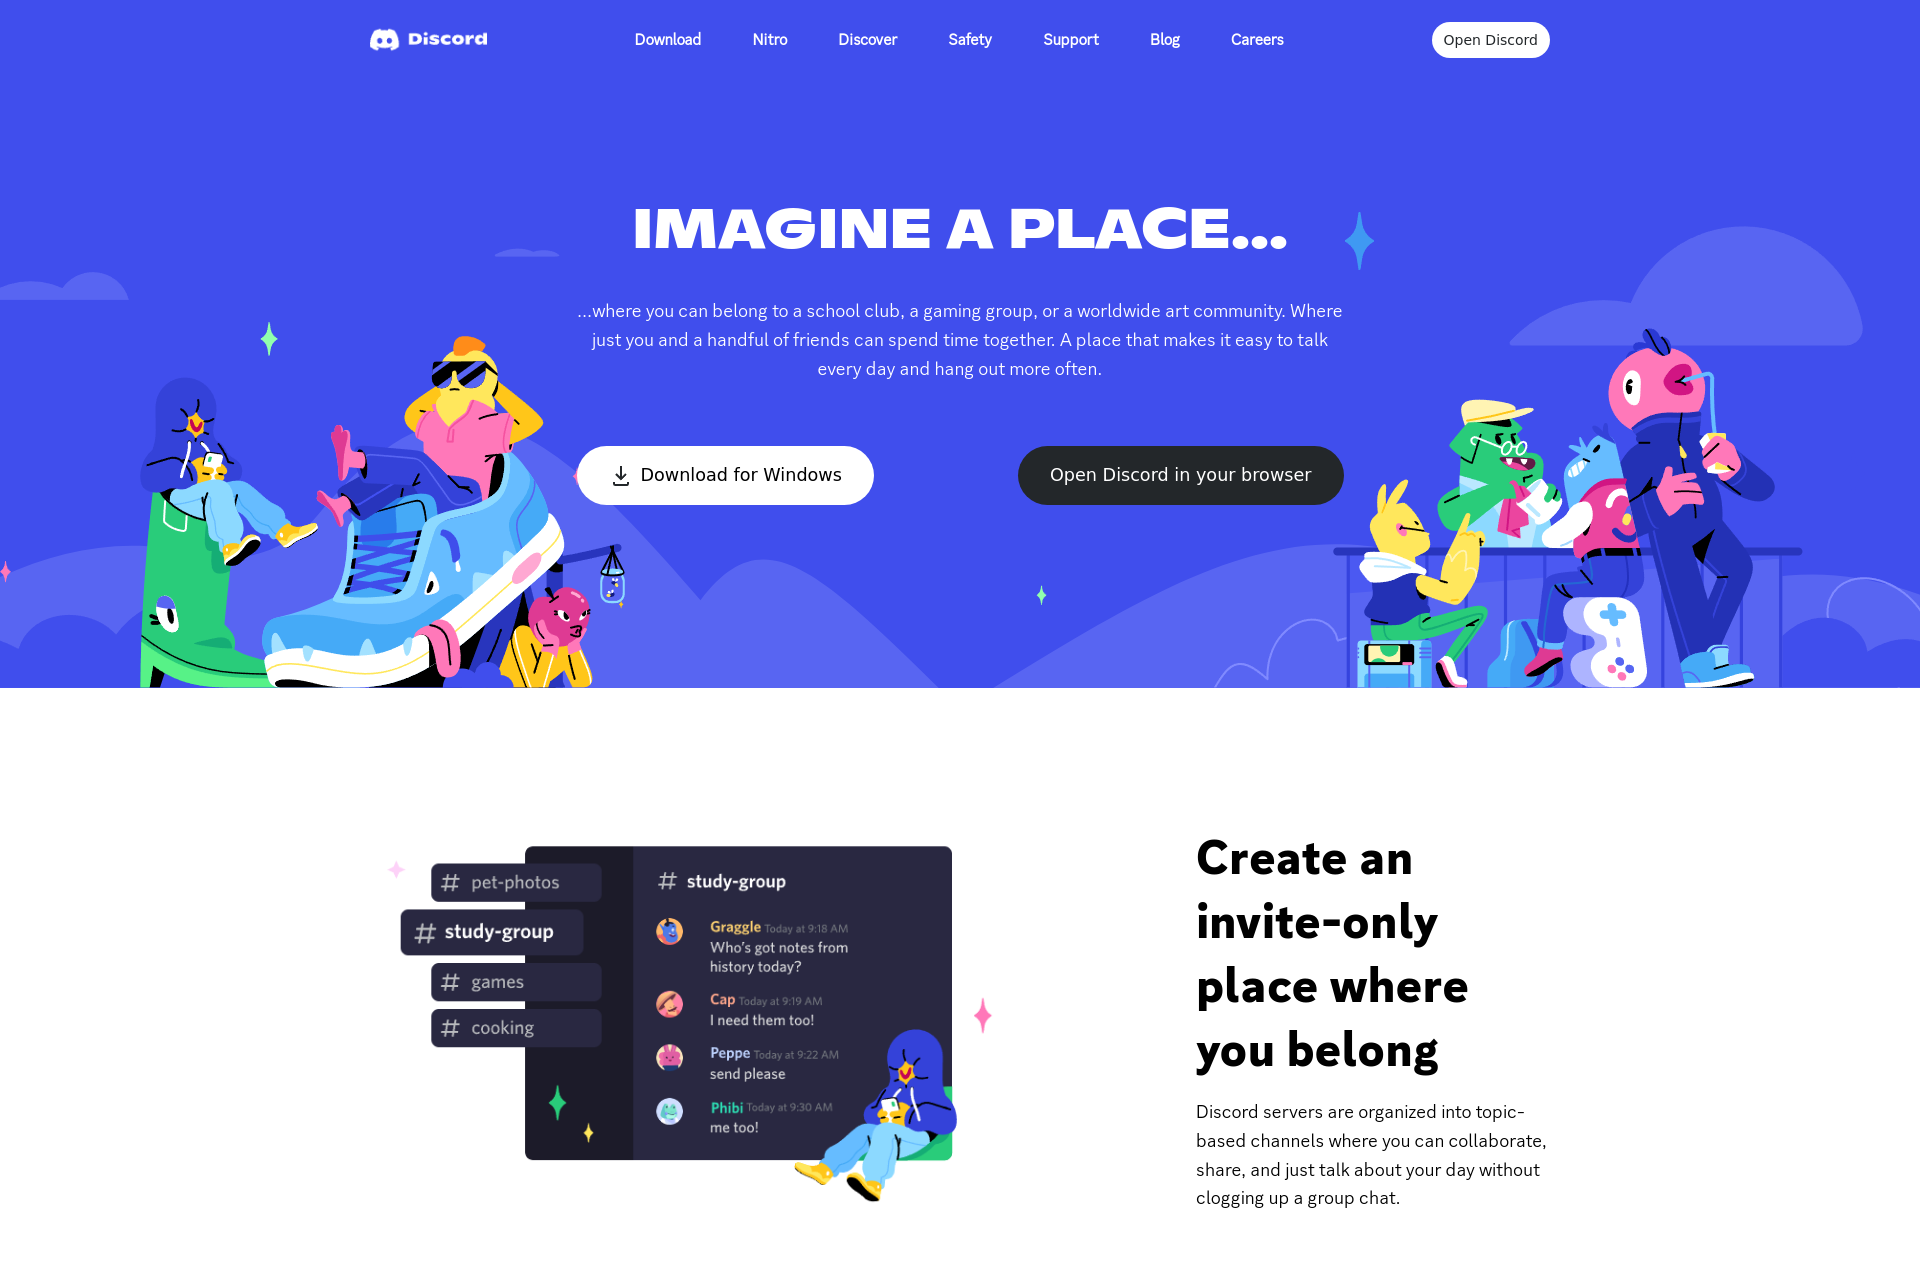 Discord
Download Nitro Discover Safety Support Blog Careers
Open Discord
IMAGINE A PLACE...
...where you can belong to a school club, a gaming group, or a worldwide art community. Where
just you and a handful of friends can spend time together. A place that makes it easy to talk
every day and hang out more often.
Download for Windows
Open Discord in your browser
# pet-photos
# study-group
# games
# cooking
# study-group
Graggle Today at 9:18 AM
Who's got notes from
history today?
Cap Today at 9:19 AM
I need them too!
Peppe Today at 9:22 AM
send please
Phibi Today at 9:30 AM
me too!
Create an
invite-only
place where
you belong
Discord servers are organized into topic-
based channels where you can collaborate,
share, and just talk about your day without
clogging up a group chat.